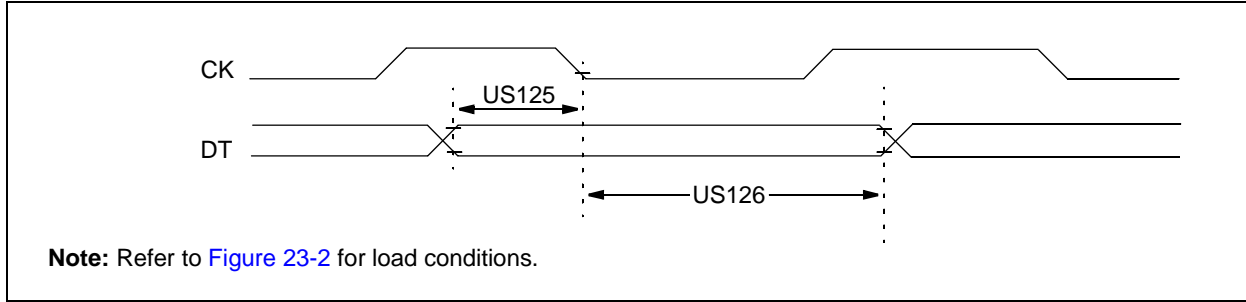 CK
US125
DT
US126
Note: Refer to Figure 23-2 for load conditions.